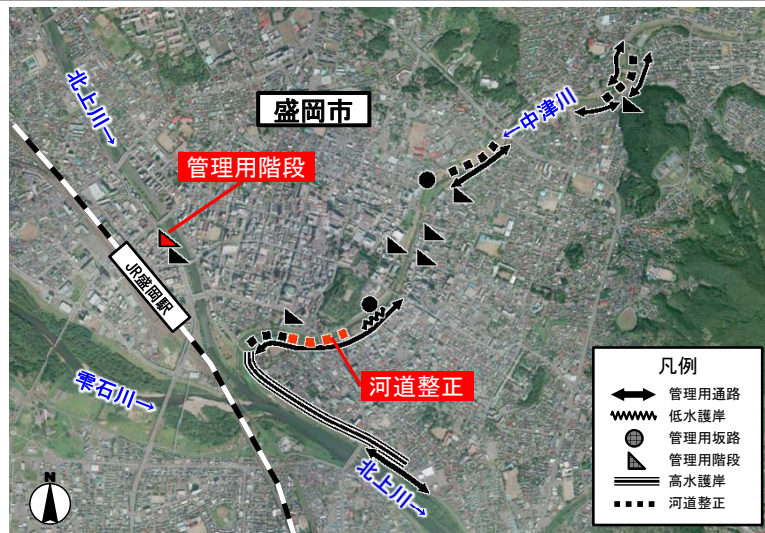 北上川→
盛岡市
←中津川
管理用階段
JR盛岡駅
河道整正
雫石川→
北上川→
N
凡例
管理用通路
低水護岸
管理用坂路
管理用階段
高水護岸
河道整正